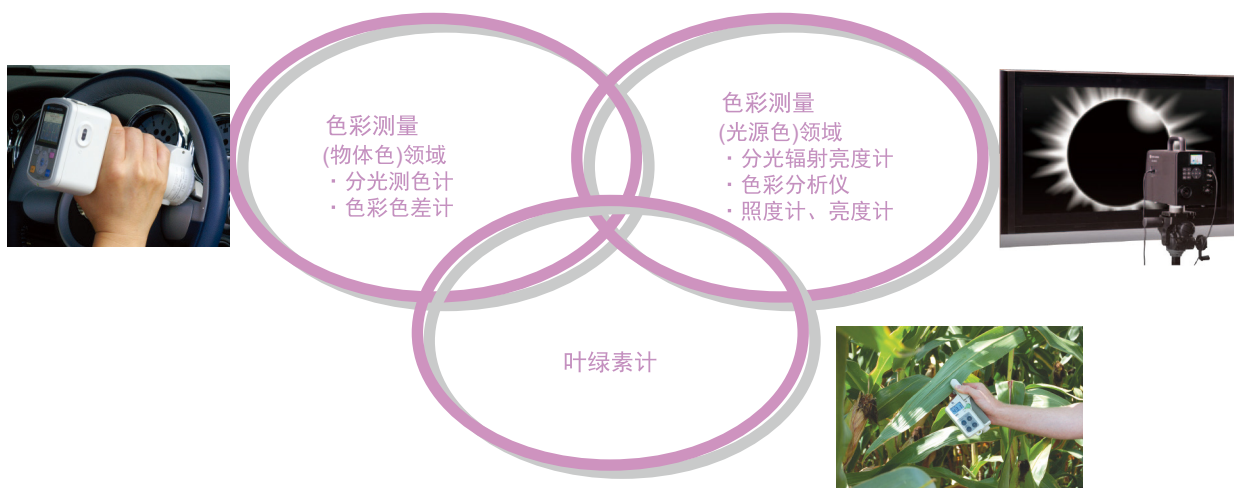 色彩测量
(物体色)领域
・分光测色计
・色彩色差计
色彩测量
(光源色)领域
・分光辐射亮度计
・色彩分析仪
・照度计、亮度计
叶绿素计